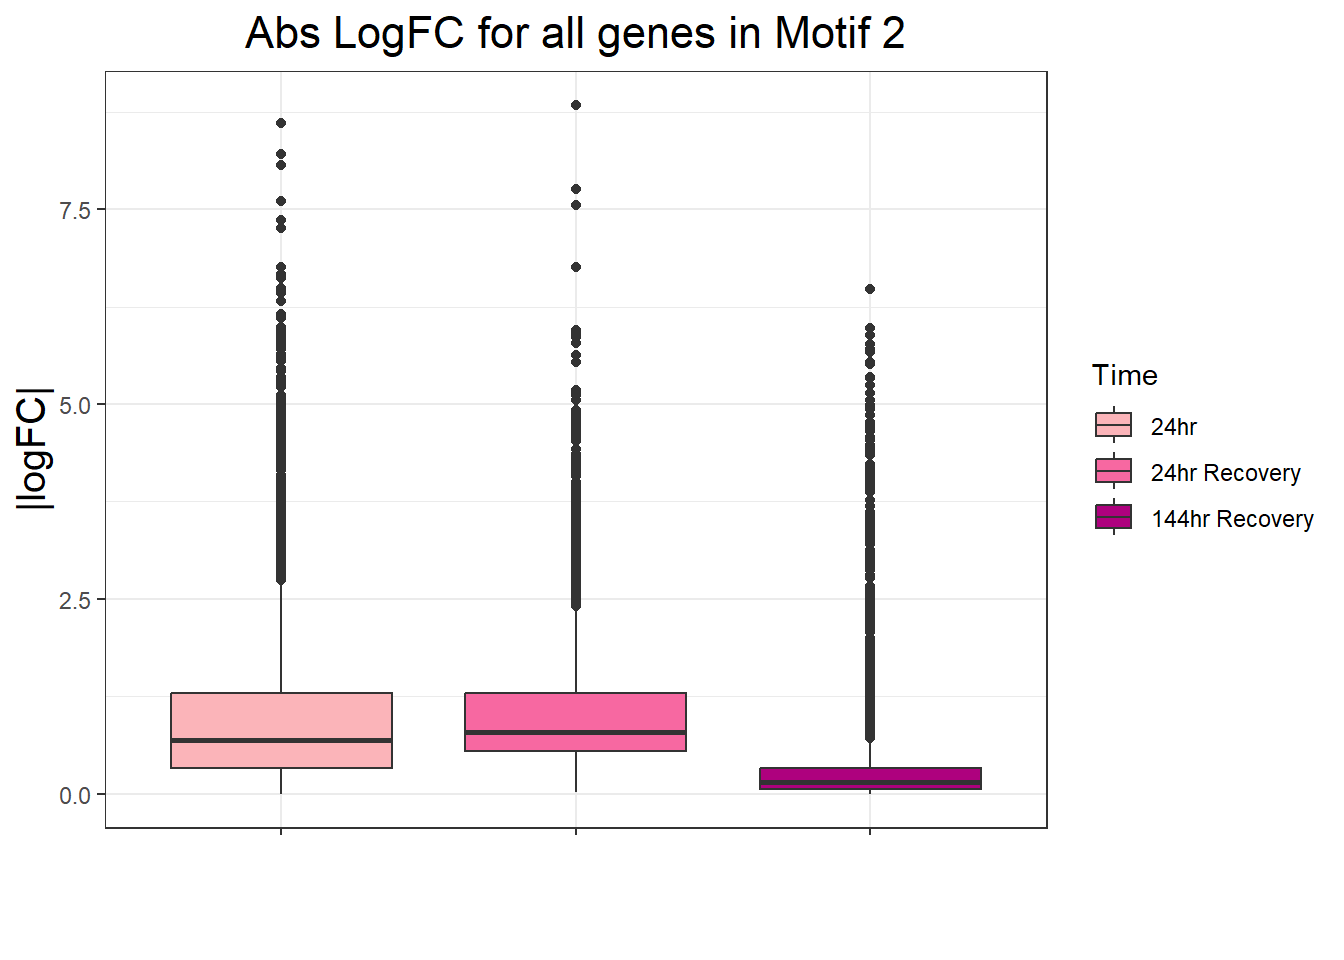 Abs LogFC for all genes in Motif 2
|logFC|
7.5
5.0
2.5
0.0
Time
24hr
24hr Recovery
144hr Recovery